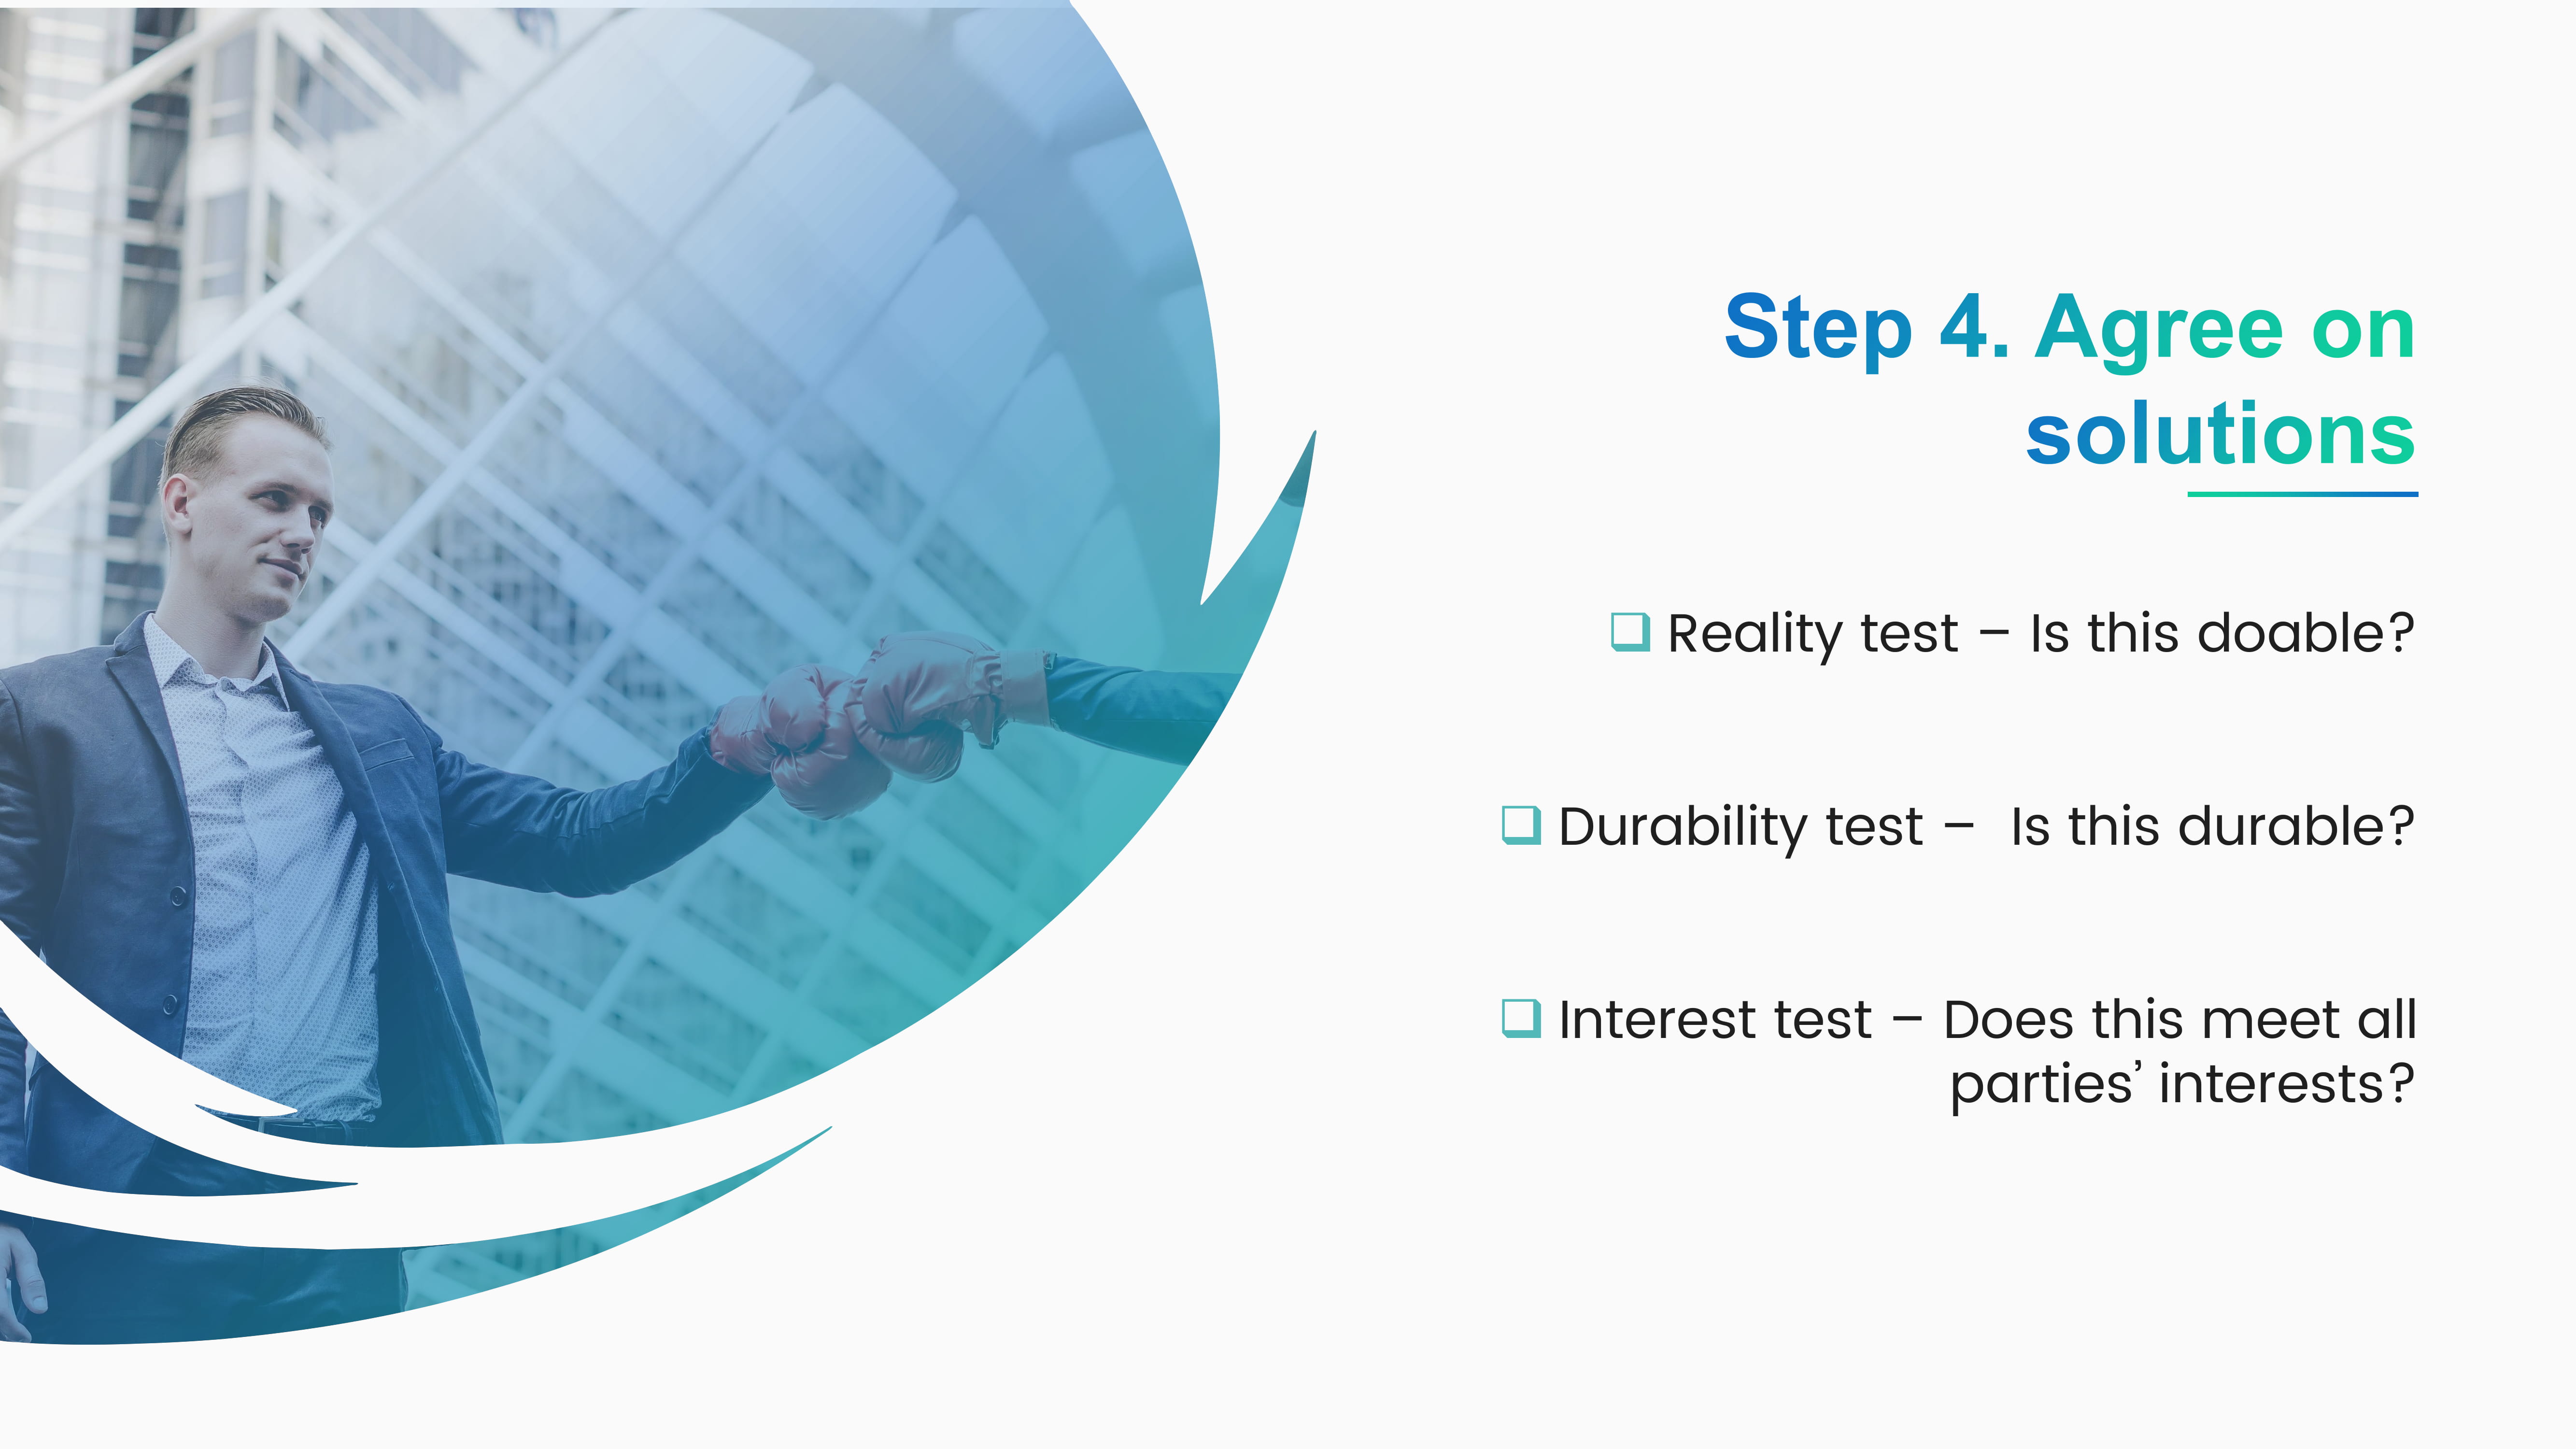 Step 4. Agree on
solutions
❑ Reality test – Is this doable?
❑ Durability test –  Is this durable?
❑ Interest test – Does this meet all
parties’ interests?